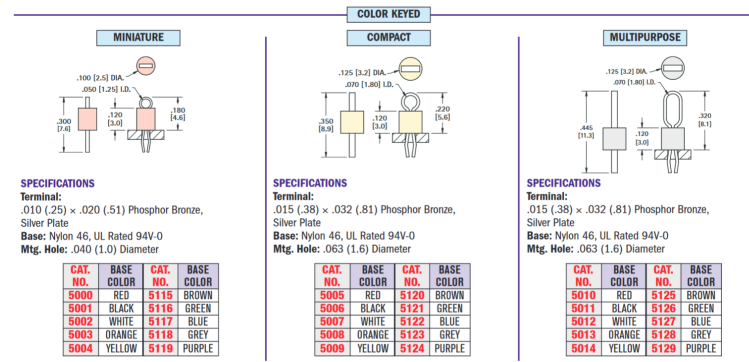 COLOR KEYED
MINIATURE
.100 [2.5] DIA.
.050 [1.25] I.D.
.300
[7.6]
.120
[3.0]
.180
[4.6]
SPECIFICATIONS
Terminal:
.010 (.25) × .020 (.51) Phosphor Bronze,
Silver Plate
Base: Nylon 46, UL Rated 94V-0
Mtg. Hole: .040 (1.0) Diameter
CAT. NO. BASE COLOR CAT. NO. BASE COLOR
5000 RED 5115 BROWN
5001 BLACK 5116 GREEN
5002 WHITE 5117 BLUE
5003 ORANGE 5118 GREY
5004 YELLOW 5119 PURPLE
COMPACT
.125 [3.2] DIA.
.070 [1.80] I.D.
.350
[8.9]
.120
[3.0]
.220
[5.6]
SPECIFICATIONS
Terminal:
.015 (.38) × .032 (.81) Phosphor Bronze,
Silver Plate
Base: Nylon 46, UL Rated 94V-0
Mtg. Hole: .063 (1.6) Diameter
CAT. NO. BASE COLOR CAT. NO. BASE COLOR
5005 RED 5120 BROWN
5006 BLACK 5121 GREEN
5007 WHITE 5122 BLUE
5008 ORANGE 5123 GREY
5009 YELLOW 5124 PURPLE
MULTIPURPOSE
.125 [3.2] DIA.
.070 [1.80] I.D.
.445
[11.3]
.120
[3.0]
.320
[8.1]
SPECIFICATIONS
Terminal:
.015 (.38) × .032 (.81) Phosphor Bronze,
Silver Plate
Base: Nylon 46, UL Rated 94V-0
Mtg. Hole: .063 (1.6) Diameter
CAT. NO. BASE COLOR CAT. NO. BASE COLOR
5010 RED 5125 BROWN
5011 BLACK 5126 GREEN
5012 WHITE 5127 BLUE
5013 ORANGE 5128 GREY
5014 YELLOW 5129 PURPLE